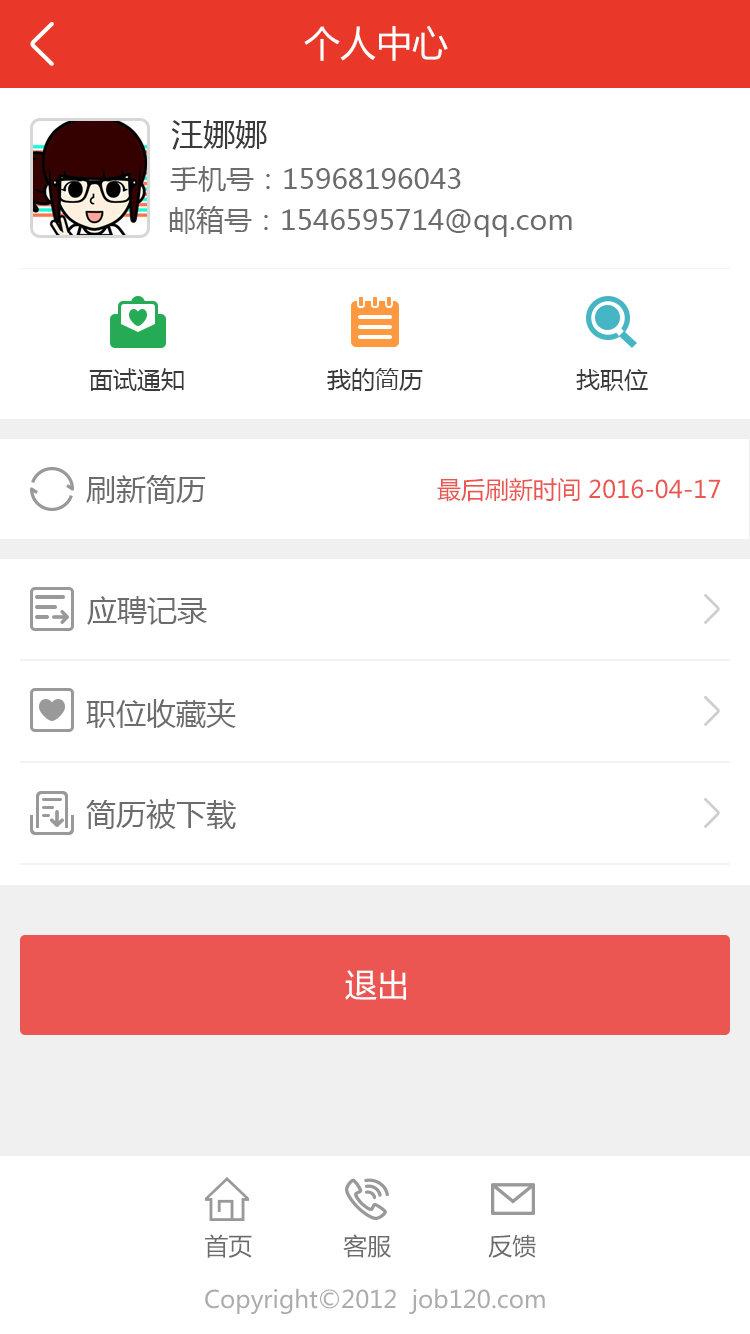 个人中心
汪娜娜
手机号：15968196043
邮箱号：1546595714@qq.com
面试通知 我的简历 找职位
刷新简历 最后刷新时间 2016-04-17
应聘记录
职位收藏夹
简历被下载
退出
首页 客服 反馈
Copyright©2012 job120.com